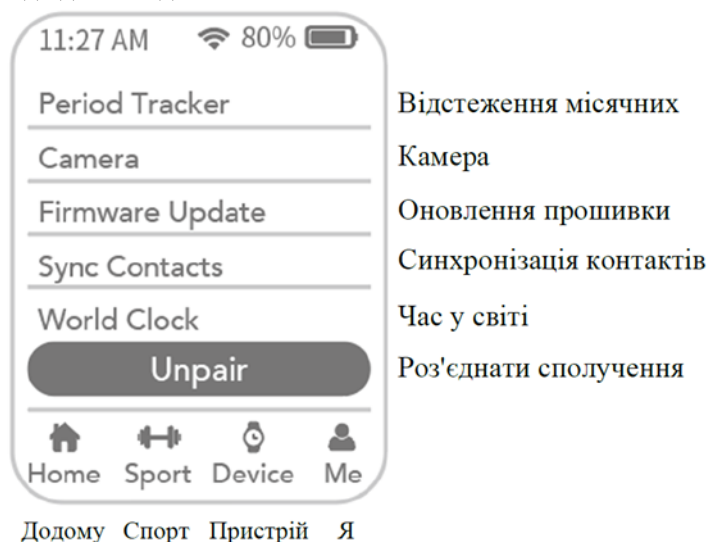 11:27 AM 80%
Period Tracker Відстеження місячних
Camera Камера
Firmware Update Оновлення прошивки
Sync Contacts Синхронізація контактів
World Clock Час у світі
Unpair Роз'єднати сполучення
Home Sport Device Me
Додому Спорт Пристрій Я